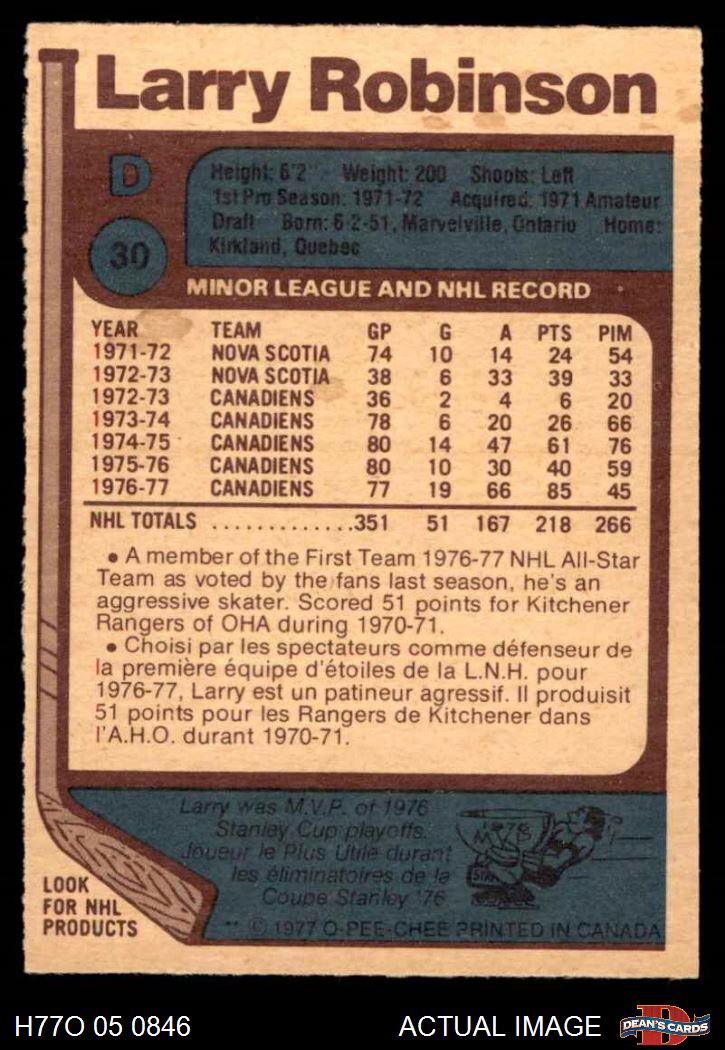 Larry Robinson
D
30
Height: 6'2" Weight: 200 Shoots: Left
1st Pro Season: 1971-72 Acquired: 1971 Amateur
Draft Born: 6-2-51, Marvelville, Ontario Home:
Kirkland, Quebec
MINOR LEAGUE AND NHL RECORD
YEAR TEAM GP G A PTS PIM
1971-72 NOVA SCOTIA 74 10 14 24 54
1972-73 NOVA SCOTIA 38 6 33 39 33
1972-73 CANADIENS 36 2 4 6 20
1973-74 CANADIENS 78 6 20 26 66
1974-75 CANADIENS 80 14 47 61 76
1975-76 CANADIENS 80 10 30 40 59
1976-77 CANADIENS 77 19 66 85 45
NHL TOTALS .............351 51 167 218 266
• A member of the First Team 1976-77 NHL All-Star
Team as voted by the fans last season, he's an
aggressive skater. Scored 51 points for Kitchener
Rangers of OHA during 1970-71.
• Choisi par les spectateurs comme défenseur de
la première équipe d'étoiles de la L.N.H. pour
1976-77, Larry est un patineur agressif. Il produisit
51 points pour les Rangers de Kitchener dans
l'A.H.O. durant 1970-71.
Larry was M.V.P. of 1976
Stanley Cup playoffs.
Joueur le Plus Utile durant
les éliminatoires de la
Coupe Stanley '76
LOOK
FOR NHL
PRODUCTS
** © 1977 O-PEE-CHEE PRINTED IN CANADA
H77O 05 0846
ACTUAL IMAGE
DEAN'S CARDS